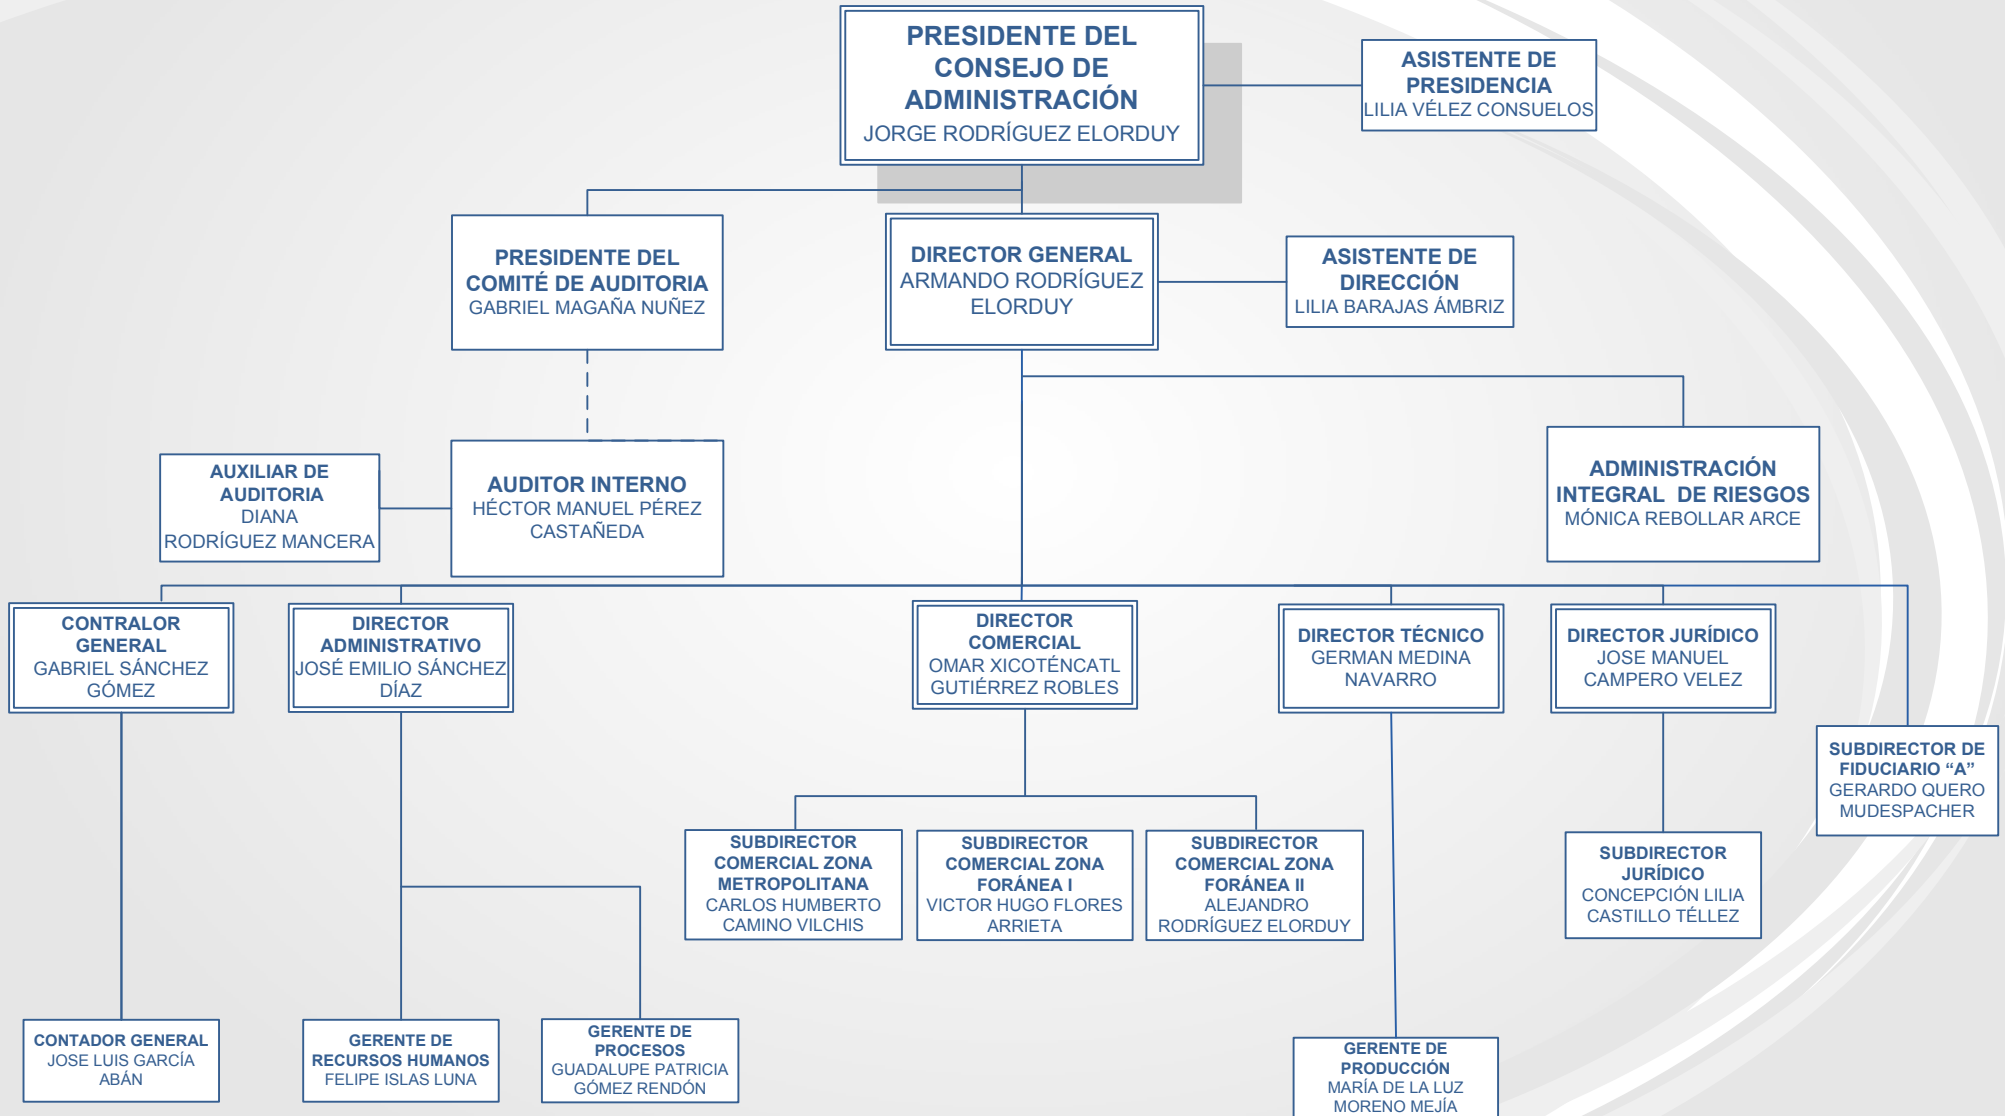 PRESIDENTE DEL
CONSEJO DE
ADMINISTRACIÓN
JORGE RODRÍGUEZ ELORDUY
ASISTENTE DE
PRESIDENCIA
LILIA VÉLEZ CONSUELOS
PRESIDENTE DEL
COMITÉ DE AUDITORIA
GABRIEL MAGAÑA NUÑEZ
DIRECTOR GENERAL
ARMANDO RODRÍGUEZ
ELORDUY
ASISTENTE DE
DIRECCIÓN
LILIA BARAJAS ÁMBRIZ
AUXILIAR DE
AUDITORIA
DIANA
RODRÍGUEZ MANCERA
AUDITOR INTERNO
HÉCTOR MANUEL PÉREZ
CASTAÑEDA
ADMINISTRACIÓN
INTEGRAL DE RIESGOS
MÓNICA REBOLLAR ARCE
CONTRALOR
GENERAL
GABRIEL SÁNCHEZ
GÓMEZ
DIRECTOR
ADMINISTRATIVO
JOSÉ EMILIO SÁNCHEZ
DÍAZ
DIRECTOR
COMERCIAL
OMAR XICOTÉNCATL
GUTIÉRREZ ROBLES
DIRECTOR TÉCNICO
GERMAN MEDINA
NAVARRO
DIRECTOR JURÍDICO
JOSE MANUEL
CAMPERO VELEZ
SUBDIRECTOR DE
FIDUCIARIO “A”
GERARDO QUERO
MUDESPACHER
SUBDIRECTOR
COMERCIAL ZONA
METROPOLITANA
CARLOS HUMBERTO
CAMINO VILCHIS
SUBDIRECTOR
COMERCIAL ZONA
FORÁNEA I
VICTOR HUGO FLORES
ARRIETA
SUBDIRECTOR
COMERCIAL ZONA
FORÁNEA II
ALEJANDRO
RODRÍGUEZ ELORDUY
SUBDIRECTOR
JURÍDICO
CONCEPCIÓN LILIA
CASTILLO TÉLLEZ
CONTADOR GENERAL
JOSE LUIS GARCÍA
ABÁN
GERENTE DE
RECURSOS HUMANOS
FELIPE ISLAS LUNA
GERENTE DE
PROCESOS
GUADALUPE PATRICIA
GÓMEZ RENDÓN
GERENTE DE
PRODUCCIÓN
MARÍA DE LA LUZ
MORENO MEJÍA